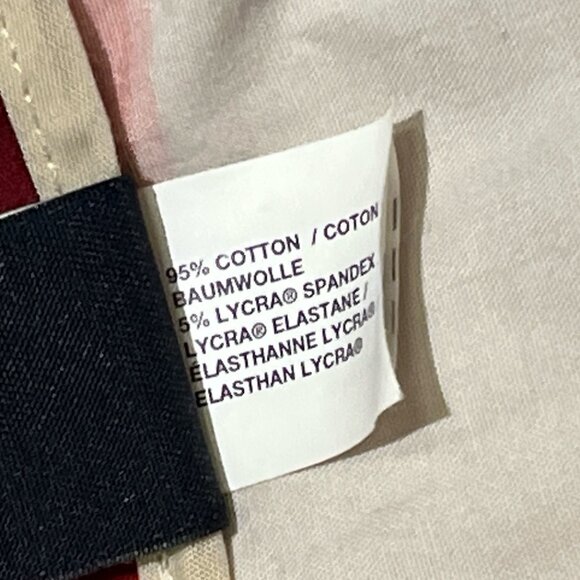 95% COTTON / COTON
BAUMWOLLE
5% LYCRA® SPANDEX
LYCRA® ELASTANE /
ÉLASTHANNE LYCRA®
ELASTHAN LYCRA®